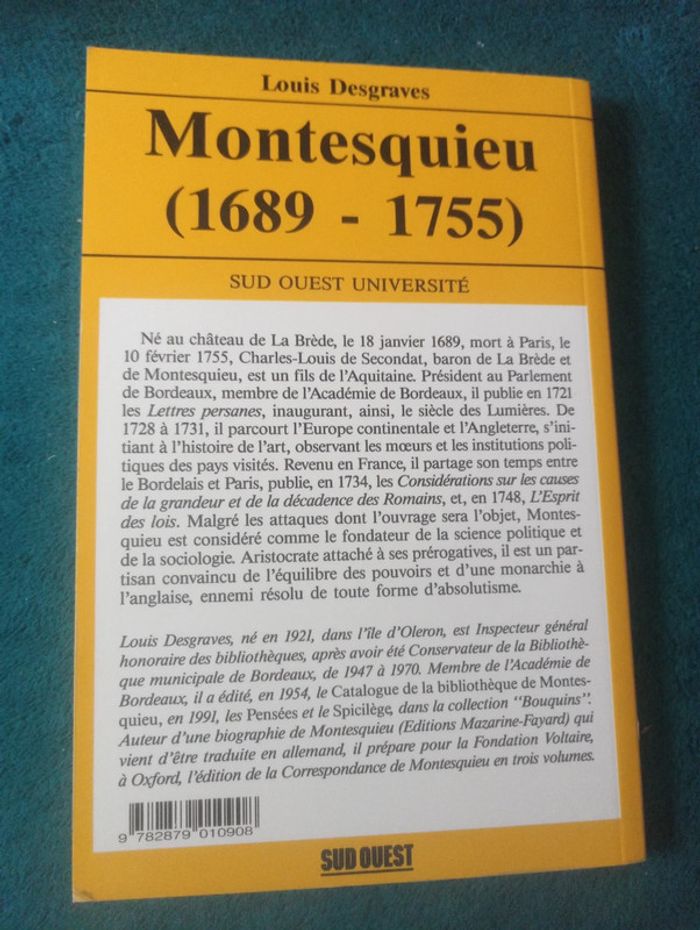 Louis Desgraves
Montesquieu
(1689 - 1755)
SUD OUEST UNIVERSITÉ
Né au château de La Brède, le 18 janvier 1689, mort à Paris, le
10 février 1755, Charles-Louis de Secondat, baron de La Brède et
de Montesquieu, est un fils de l'Aquitaine. Président au Parlement
de Bordeaux, membre de l'Académie de Bordeaux, il publie en 1721
les Lettres persanes, inaugurant, ainsi, le siècle des Lumières. De
1728 à 1731, il parcourt l'Europe continentale et l'Angleterre, s'ini-
tiant à l'histoire de l'art, observant les mœurs et les institutions poli-
tiques des pays visités. Revenu en France, il partage son temps entre
le Bordelais et Paris, publie, en 1734, les Considérations sur les causes
de la grandeur et de la décadence des Romains, et, en 1748, L'Esprit
des lois. Malgré les attaques dont l'ouvrage sera l'objet, Montes-
quieu est considéré comme le fondateur de la science politique et
de la sociologie. Aristocrate attaché à ses prérogatives, il est un par-
tisan convaincu de l'équilibre des pouvoirs et d'une monarchie à
l'anglaise, ennemi résolu de toute forme d'absolutisme.
Louis Desgraves, né en 1921, dans l'île d'Oleron, est Inspecteur général
honoraire des bibliothèques, après avoir été Conservateur de la Bibliothè-
que municipale de Bordeaux, de 1947 à 1970. Membre de l'Académie de
Bordeaux, il a édité, en 1954, le Catalogue de la bibliothèque de Montes-
quieu, en 1991, les Pensées et le Spicilège, dans la collection "Bouquins".
Auteur d'une biographie de Montesquieu (Editions Mazarine-Fayard) qui
vient d'être traduite en allemand, il prépare pour la Fondation Voltaire,
à Oxford, l'édition de la Correspondance de Montesquieu en trois volumes.
9 782879 010908
SUD OUEST